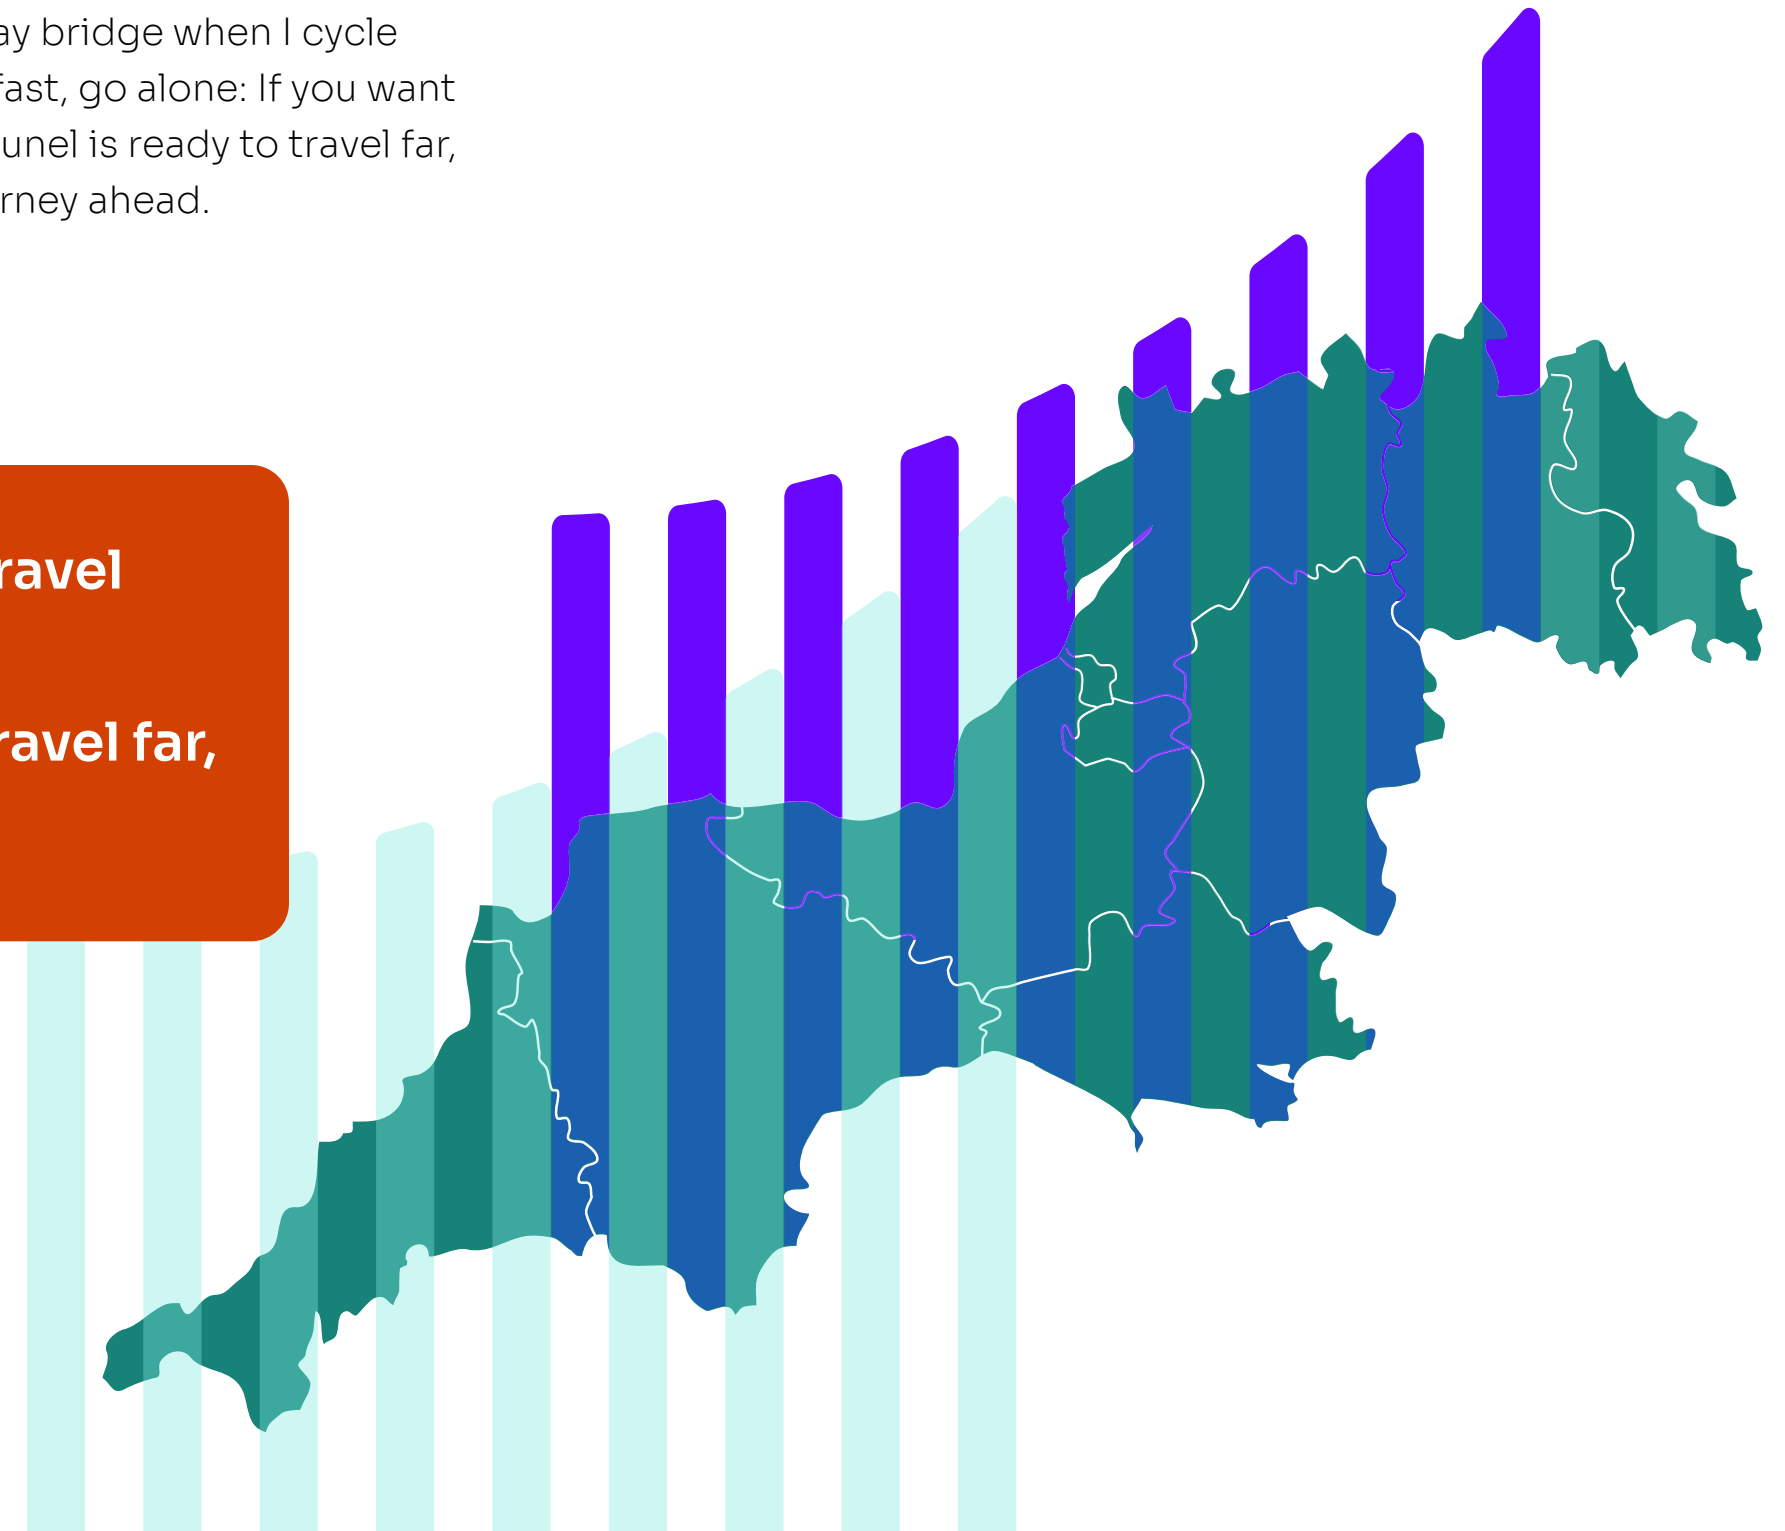 ay bridge when I cycle
fast, go alone: If you want
unel is ready to travel far,
rney ahead.
ravel
ravel far,